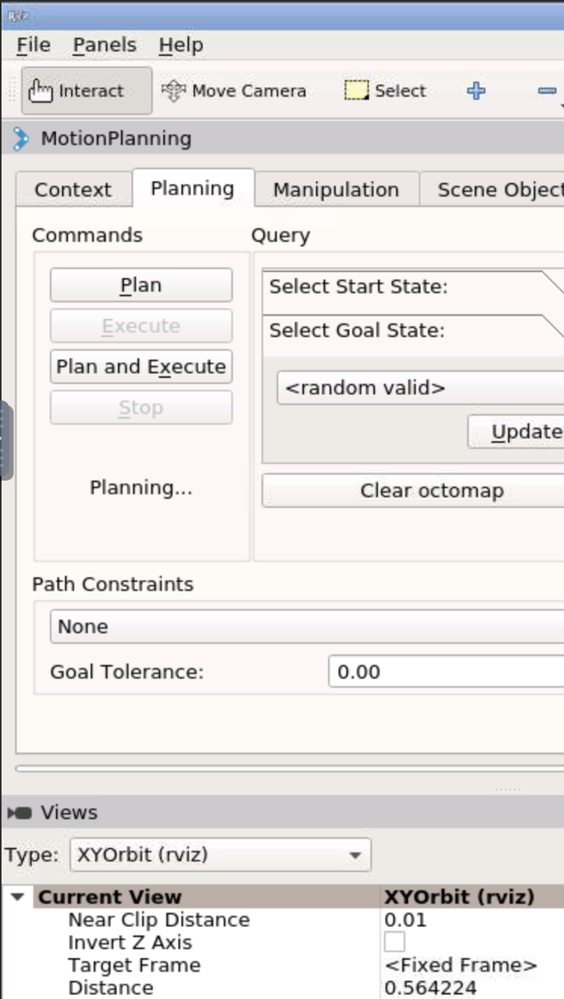 File Panels Help
Interact Move Camera Select
MotionPlanning
Context Planning Manipulation Scene Object
Commands Query
Plan Select Start State:
Execute Select Goal State:
Plan and Execute <random valid>
Stop Update
Planning... Clear octomap
Path Constraints
None
Goal Tolerance: 0.00
Views
Type: XYOrbit (rviz)
Current View XYOrbit (rviz)
Near Clip Distance 0.01
Invert Z Axis
Target Frame <Fixed Frame>
Distance 0.564224